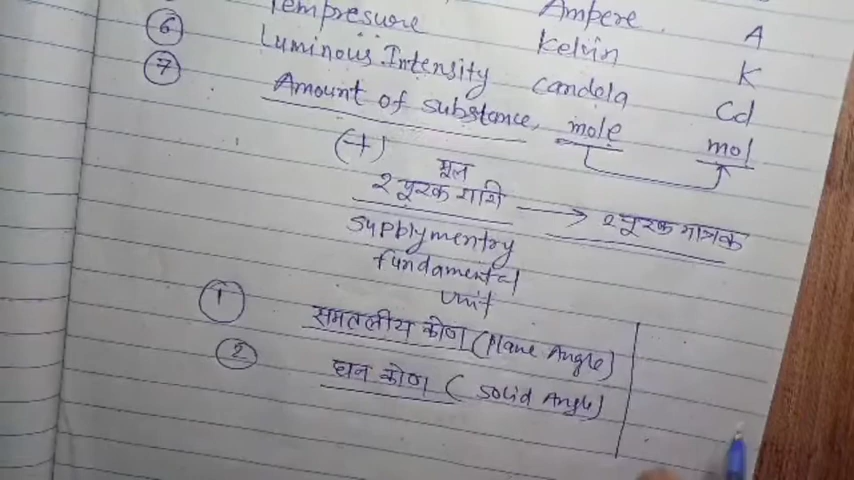 Tempresure Ampere A
⑥ Luminous Intensity kelvin K
⑦ Amount of substance, candela Cd
mole mol
(+)
मूल
२ पूरक राशि → २ पूरक मात्रक
Supplymentry
fundamental
Unit
① समतलीय कोण (Plane Angle)
② घन कोण (Solid Angle)